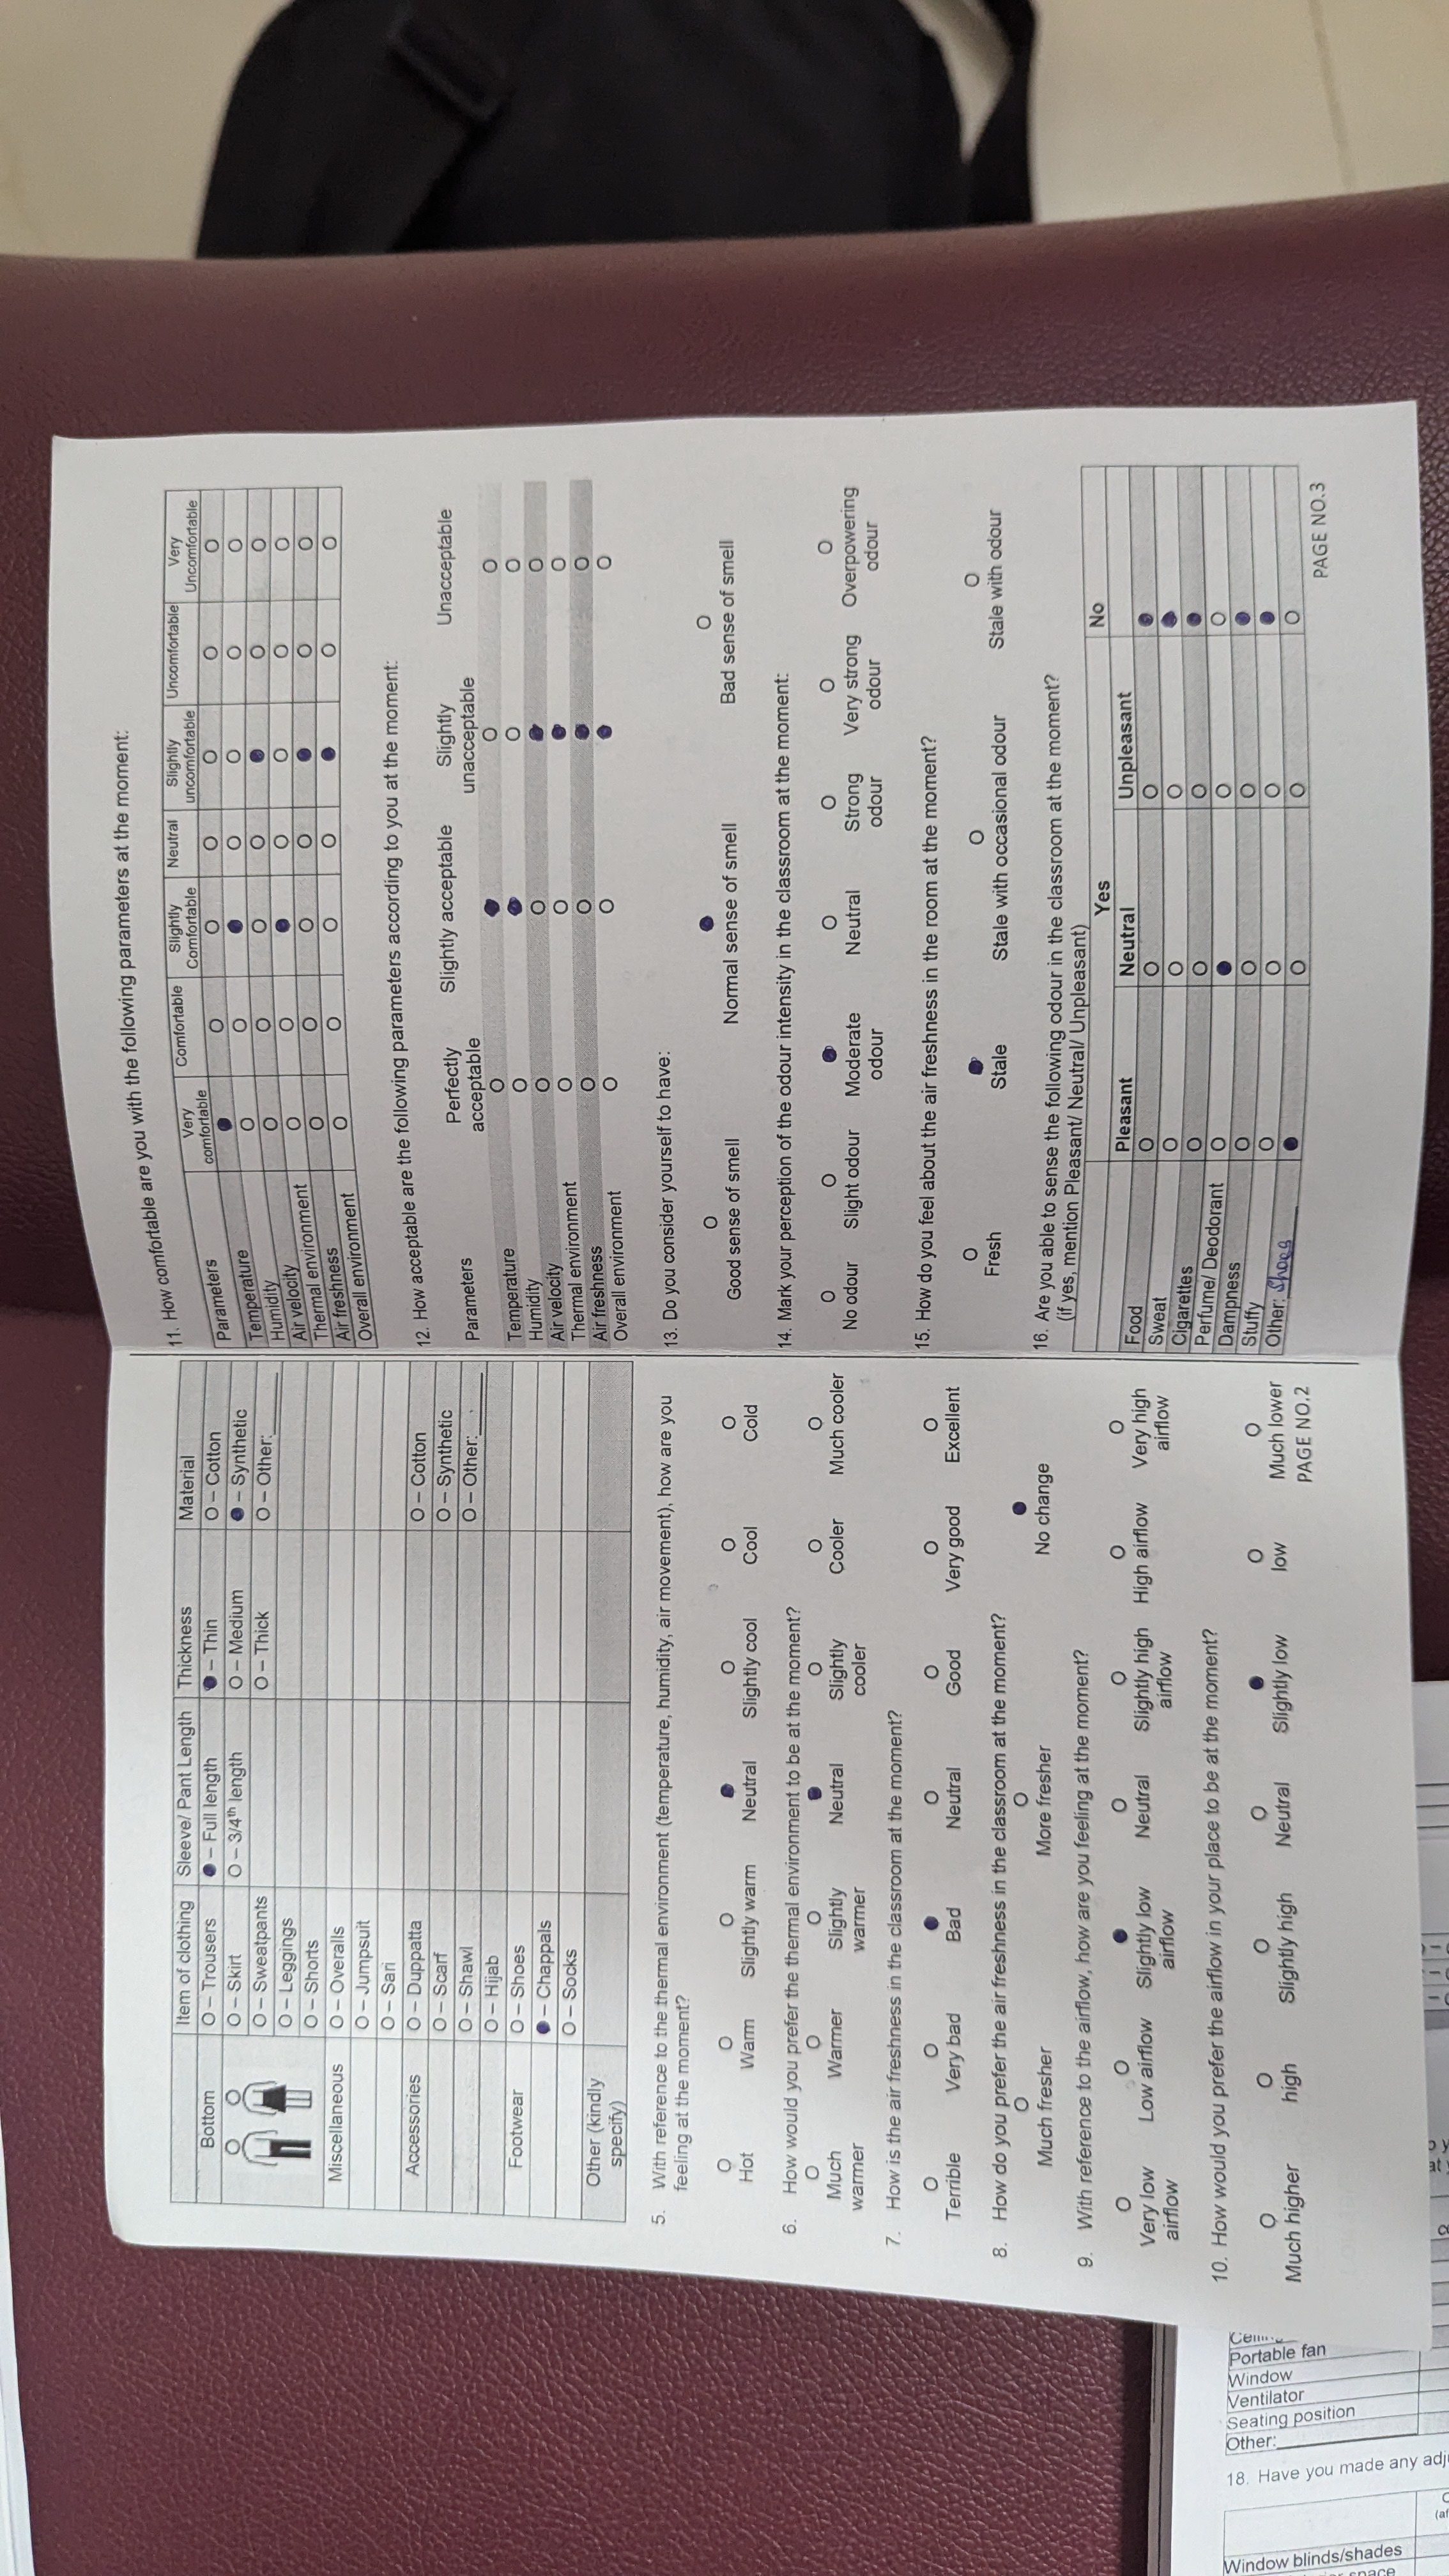 Item of clothing Sleeve/ Pant Length Thickness Material
Bottom O – Trousers ● – Full length ● – Thin O – Cotton
O – Skirt O – 3/4th length O – Medium ● – Synthetic
O – Sweatpants O – Thick O – Other:____
O – Leggings
O – Shorts
Miscellaneous O – Overalls
O – Jumpsuit
O – Sari
Accessories O – Duppatta O – Cotton
O – Scarf O – Synthetic
O – Shawl O – Other:____
O – Hijab
Footwear O – Shoes
● – Chappals
O – Socks
Other (kindly
specify)
5. With reference to the thermal environment (temperature, humidity, air movement), how are you
feeling at the moment?
O O O ● O O O
Hot Warm Slightly warm Neutral Slightly cool Cool Cold
6. How would you prefer the thermal environment to be at the moment?
O O O ● O O O
Much Warmer Slightly Neutral Slightly Cooler Much cooler
warmer warmer cooler
7. How is the air freshness in the classroom at the moment?
O O ● O O O O
Terrible Very bad Bad Neutral Good Very good Excellent
8. How do you prefer the air freshness in the classroom at the moment?
O O ●
Much fresher More fresher No change
9. With reference to the airflow, how are you feeling at the moment?
O O ● O O O O
Very low Low airflow Slightly low Neutral Slightly high High airflow Very high
airflow airflow airflow airflow
10. How would you prefer the airflow in your place to be at the moment?
O O O O ● O O
Much higher high Slightly high Neutral Slightly low low Much lower
PAGE NO.2
11. How comfortable are you with the following parameters at the moment:
Very Comfortable Slightly Neutral Slightly Uncomfortable Very
comfortable Comfortable uncomfortable Uncomfortable
Parameters ● O O O O O O
Temperature O O ● O O O O
Humidity O O O O ● O O
Air velocity O O ● O O O O
Thermal environment O O O O ● O O
Air freshness O O O O ● O O
Overall environment
12. How acceptable are the following parameters according to you at the moment:
Perfectly Slightly acceptable Slightly Unacceptable
Parameters acceptable unacceptable
O ● O O
Temperature O ● O O
Humidity O O ● O
Air velocity O O ● O
Thermal environment O O ● O
Air freshness O O ● O
Overall environment
13. Do you consider yourself to have:
O ● O
Good sense of smell Normal sense of smell Bad sense of smell
14. Mark your perception of the odour intensity in the classroom at the moment:
O O ● O O O O
No odour Slight odour Moderate Neutral Strong Very strong Overpowering
odour odour odour odour
15. How do you feel about the air freshness in the room at the moment?
O ● O O
Fresh Stale Stale with occasional odour Stale with odour
16. Are you able to sense the following odour in the classroom at the moment?
(if yes, mention Pleasant/ Neutral/ Unpleasant)
Yes No
Pleasant Neutral Unpleasant
Food O O O ●
Sweat O O O ●
Cigarettes O O O ●
Perfume/ Deodorant O ● O O
Dampness O O O ●
Stuffy O O O ●
Other: Shoes ● O O O
PAGE NO.3
Portable fan
Window
Ventilator
Seating position
Other:____
18. Have you made any adj
Window blinds/shades